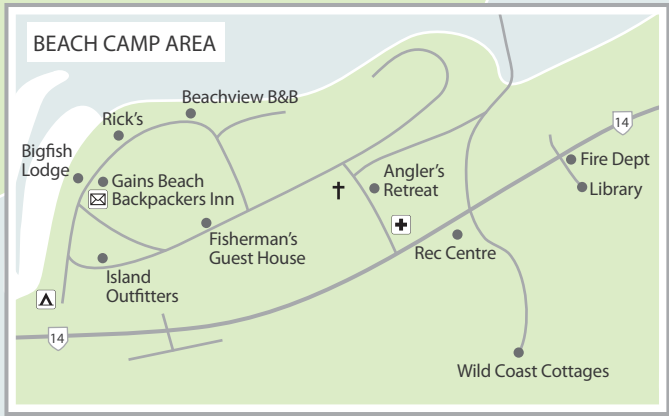 BEACH CAMP AREA
Beachview B&B
Rick's
Bigfish
Lodge
Gains Beach
Backpackers Inn
14
Fire Dept
Library
Angler's
Retreat
Fisherman's
Guest House
Rec Centre
Island
Outfitters
14
Wild Coast Cottages